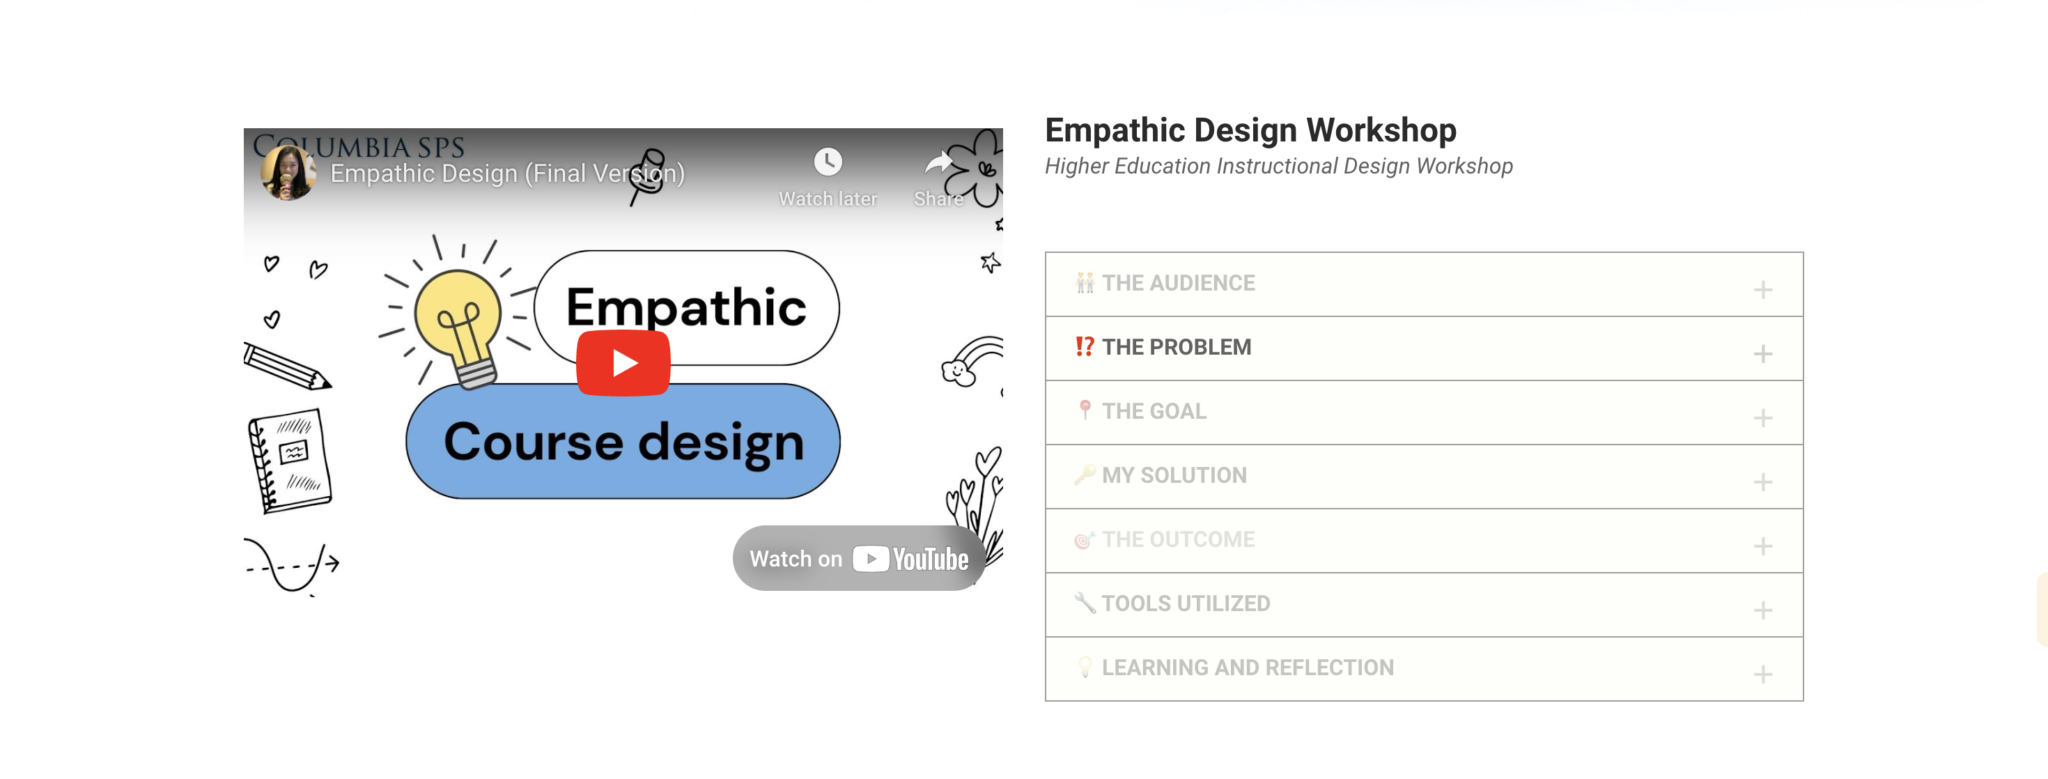 COLUMBIA SPS
Empathic Design (Final Version)
Watch later
Share
Empathic
Course design
Watch on YouTube
Empathic Design Workshop
Higher Education Instructional Design Workshop
THE AUDIENCE
⁉️ THE PROBLEM
THE GOAL
MY SOLUTION
THE OUTCOME
TOOLS UTILIZED
LEARNING AND REFLECTION